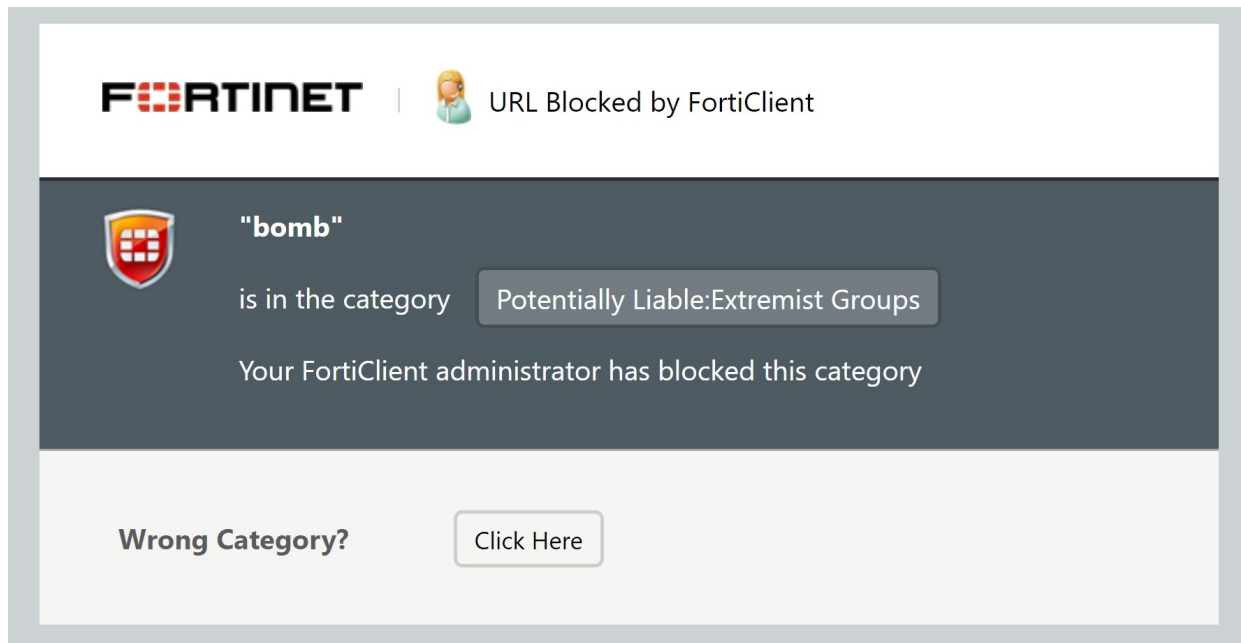 FORTINET
URL Blocked by FortiClient
"bomb"
is in the category Potentially Liable:Extremist Groups
Your FortiClient administrator has blocked this category
Wrong Category? Click Here